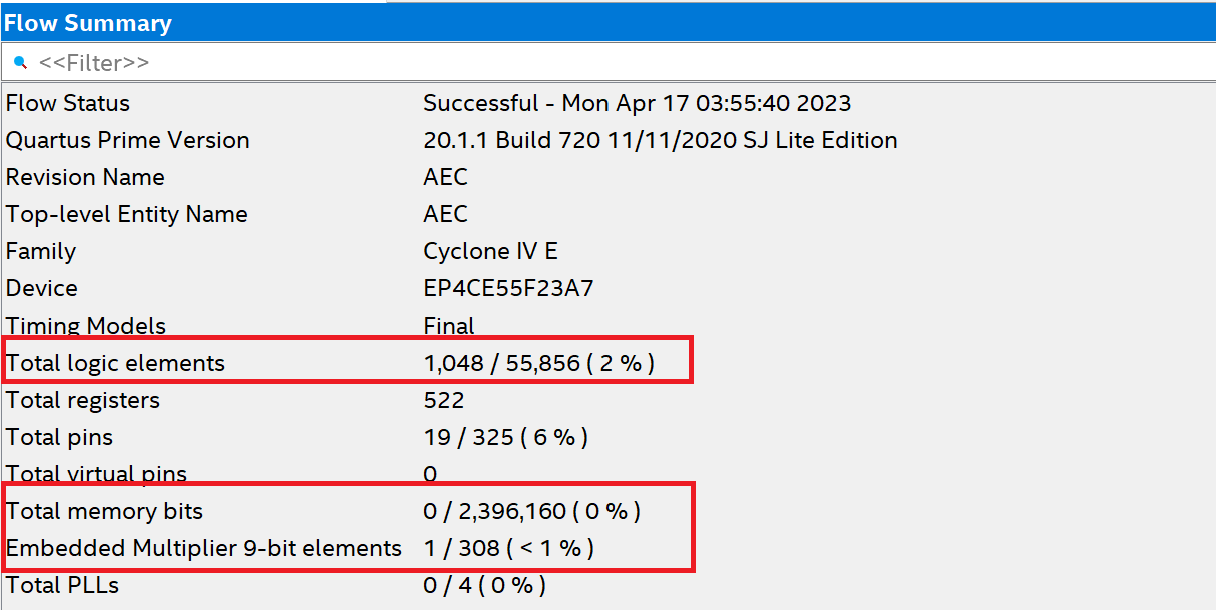 Flow Summary
<<Filter>>
Flow Status Successful - Mon Apr 17 03:55:40 2023
Quartus Prime Version 20.1.1 Build 720 11/11/2020 SJ Lite Edition
Revision Name AEC
Top-level Entity Name AEC
Family Cyclone IV E
Device EP4CE55F23A7
Timing Models Final
Total logic elements 1,048 / 55,856 ( 2 % )
Total registers 522
Total pins 19 / 325 ( 6 % )
Total virtual pins 0
Total memory bits 0 / 2,396,160 ( 0 % )
Embedded Multiplier 9-bit elements 1 / 308 ( < 1 % )
Total PLLs 0 / 4 ( 0 % )